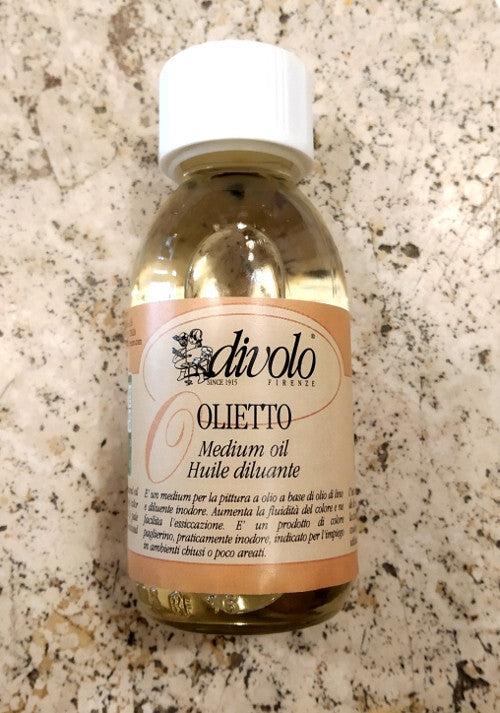 divolo®
SINCE 1915 FIRENZE
OLIETTO
Medium oil
Huile diluante
E' un medium per la pittura a olio a base di olio di lino
e diluente inodore. Aumenta la fluidità del colore e ne
facilita l'essiccazione. E' un prodotto di colore
paglierino, praticamente inodore, indicato per l'impiego
in ambienti chiusi o poco areati.